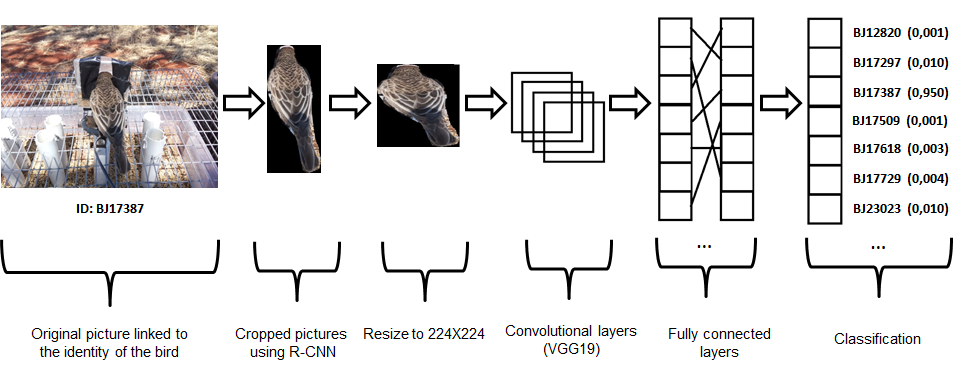 ID: BJ17387
BJ12820 (0,001)
BJ17297 (0,010)
BJ17387 (0,950)
BJ17509 (0,001)
BJ17618 (0,003)
BJ17729 (0,004)
BJ23023 (0,010)
...
...
Original picture linked to
the identity of the bird
Cropped pictures
using R-CNN
Resize to 224X224
Convolutional layers
(VGG19)
Fully connected
layers
Classification